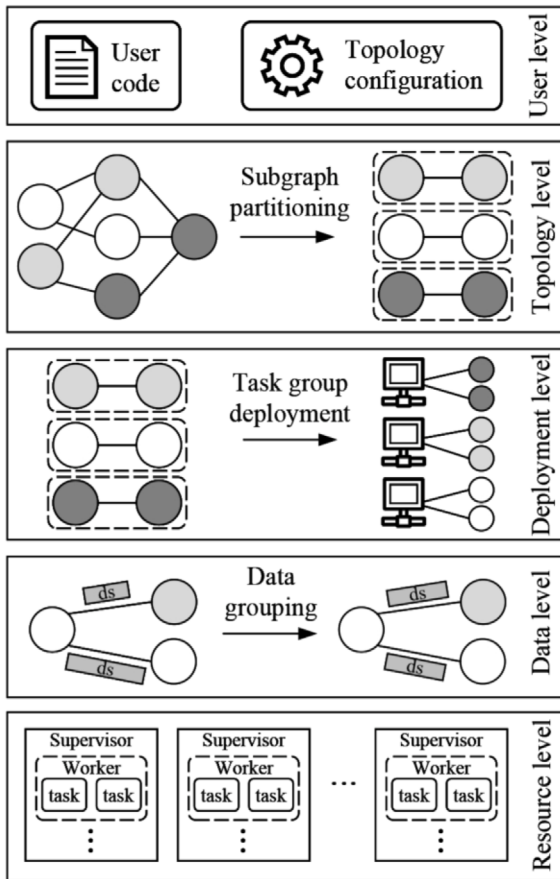 User
code
Topology
configuration
User level
Subgraph
partitioning
Topology level
Task group
deployment
Deployment level
ds
ds
Data
grouping
ds
ds
Data level
Supervisor
Worker
task task
⋮
Supervisor
Worker
task task
⋮
...
Supervisor
Worker
task task
⋮
Resource level